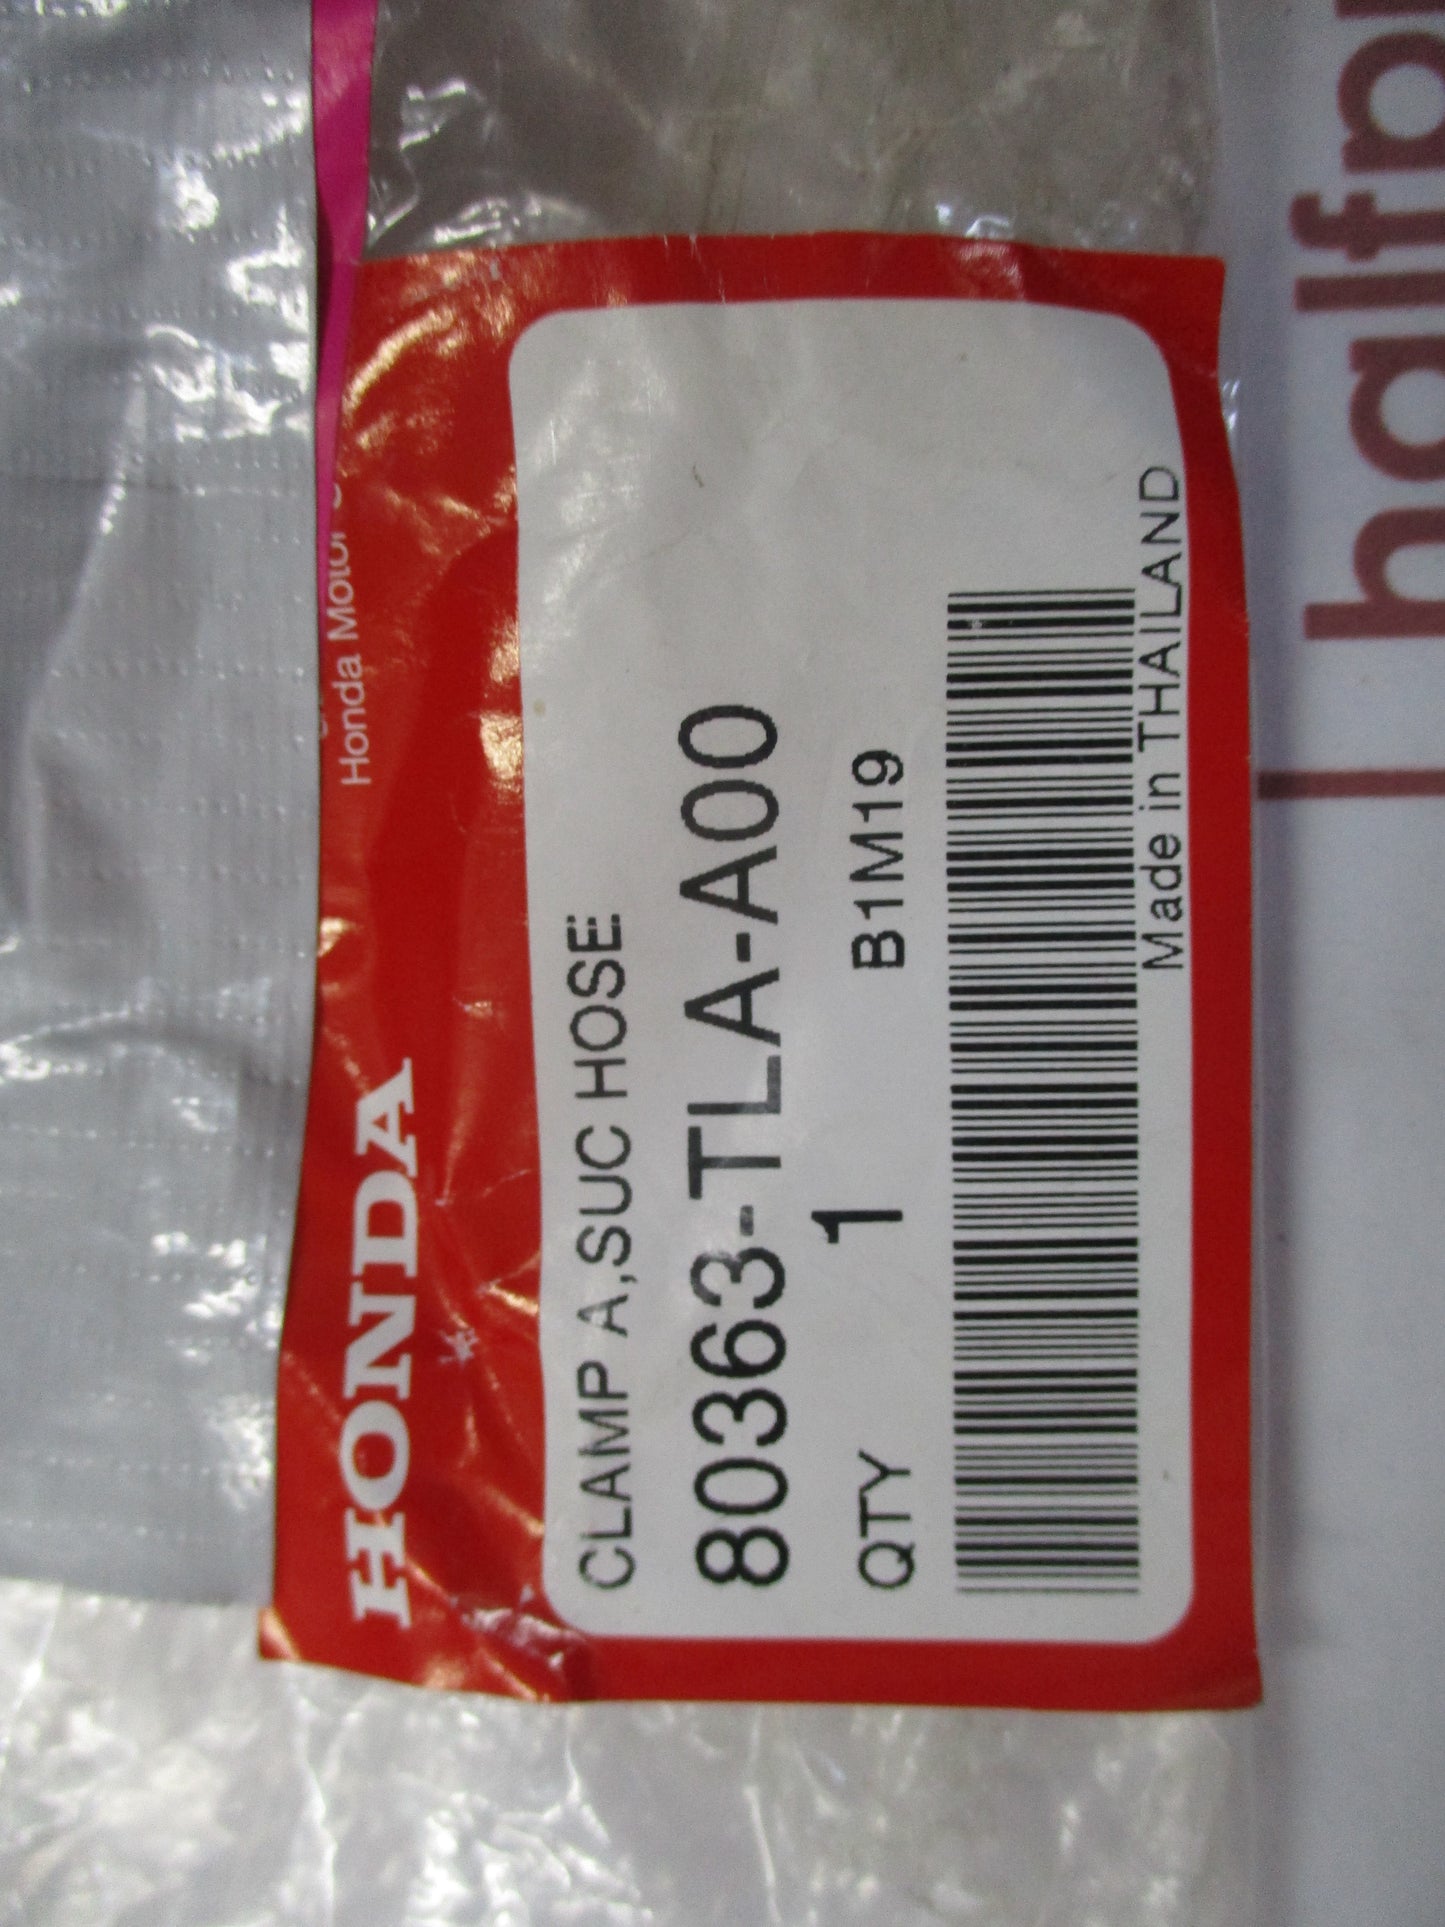 HONDA
Honda Motor
CLAMP A,SUC HOSE
80363-TLA-A00
QTY 1 B1M19
Made in THAILAND